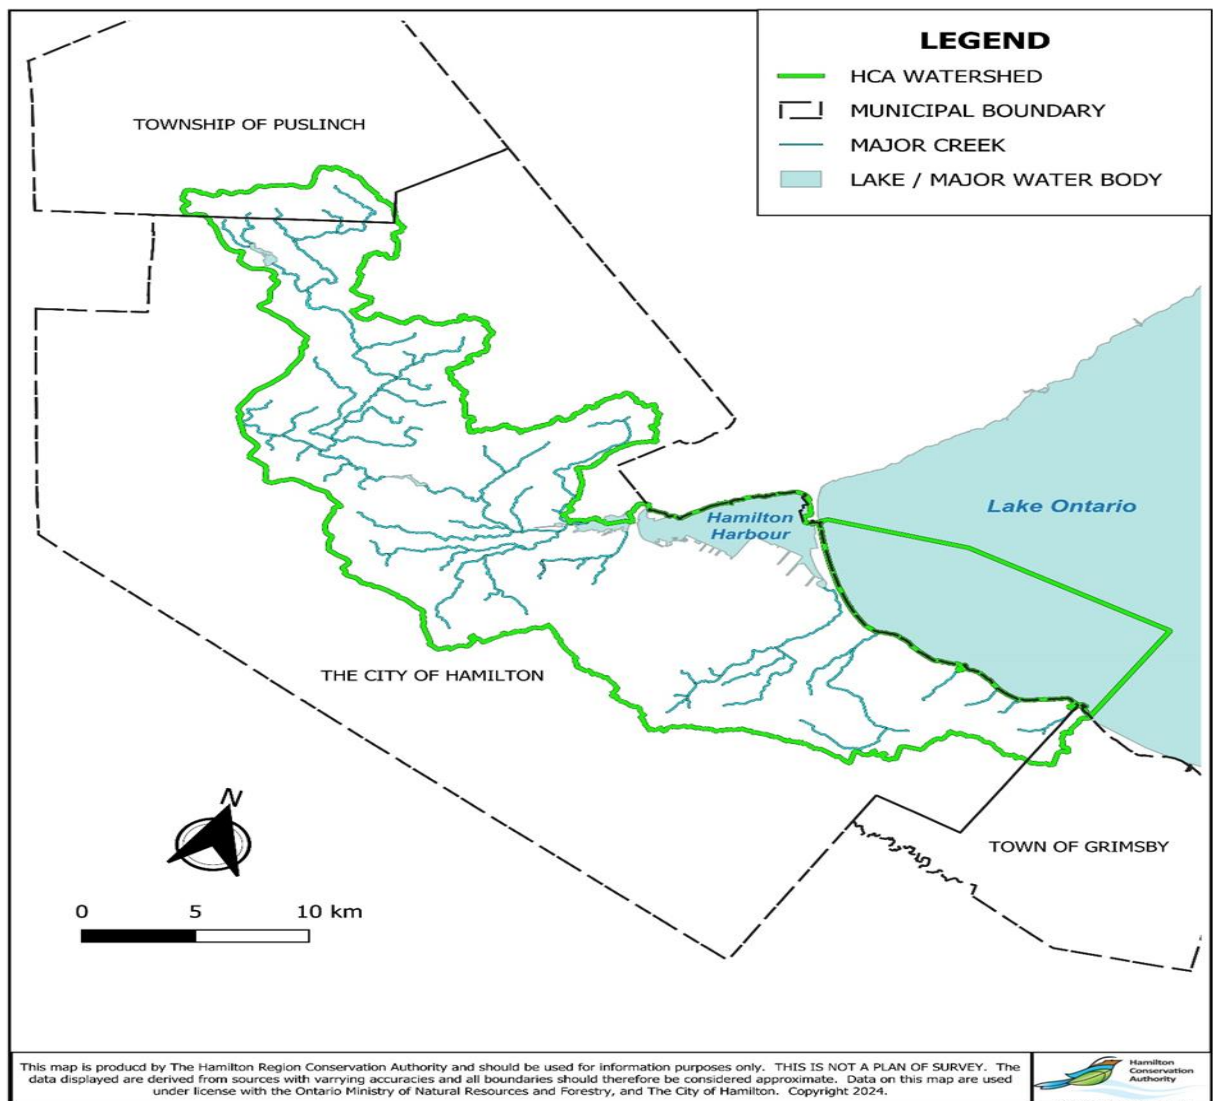 LEGEND
HCA WATERSHED
MUNICIPAL BOUNDARY
MAJOR CREEK
LAKE / MAJOR WATER BODY
TOWNSHIP OF PUSLINCH
Lake Ontario
Hamilton
Harbour
THE CITY OF HAMILTON
TOWN OF GRIMSBY
N
0 5 10 km
This map is producd by The Hamilton Region Conservation Authority and should be used for information purposes only. THIS IS NOT A PLAN OF SURVEY. The
data displayed are derived from sources with varrying accuracies and all boundaries should therefore be considered approximate. Data on this map are used
under license with the Ontario Ministry of Natural Resources and Forestry, and The City of Hamilton. Copyright 2024.
Hamilton
Conservation
Authority